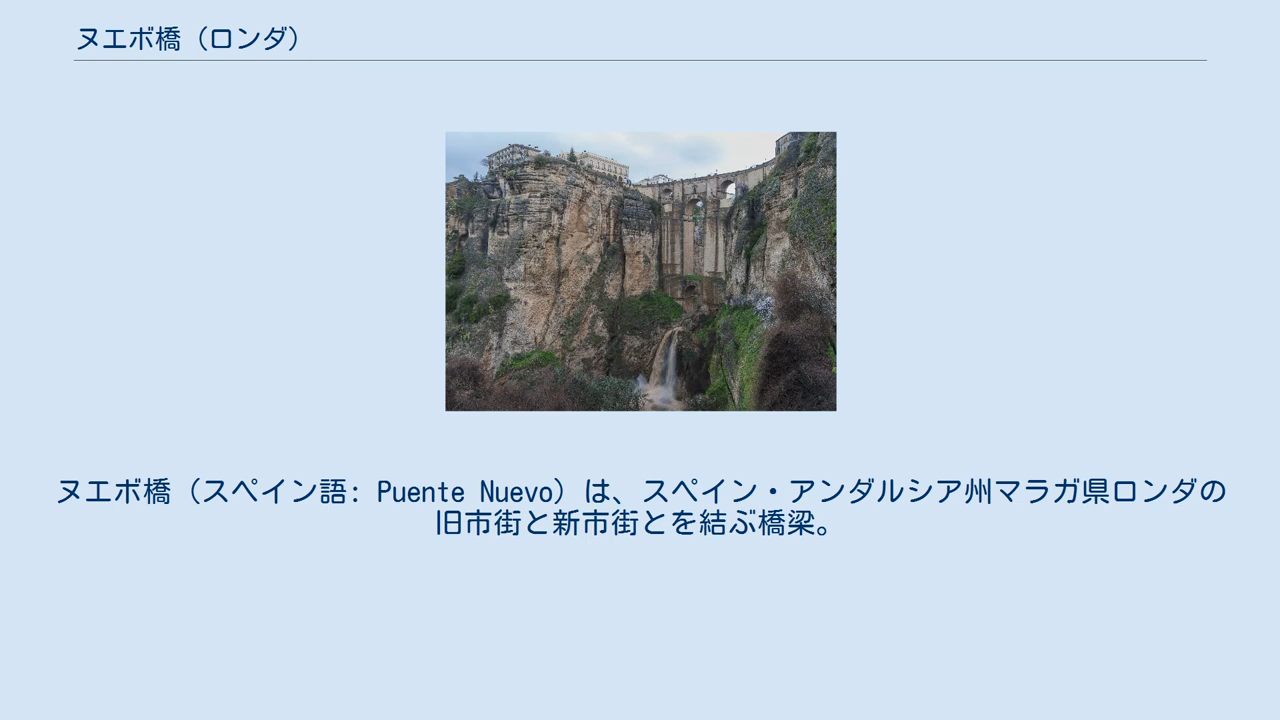 ヌエボ橋（ロンダ）
ヌエボ橋（スペイン語: Puente Nuevo）は、スペイン・アンダルシア州マラガ県ロンダの
旧市街と新市街とを結ぶ橋梁。